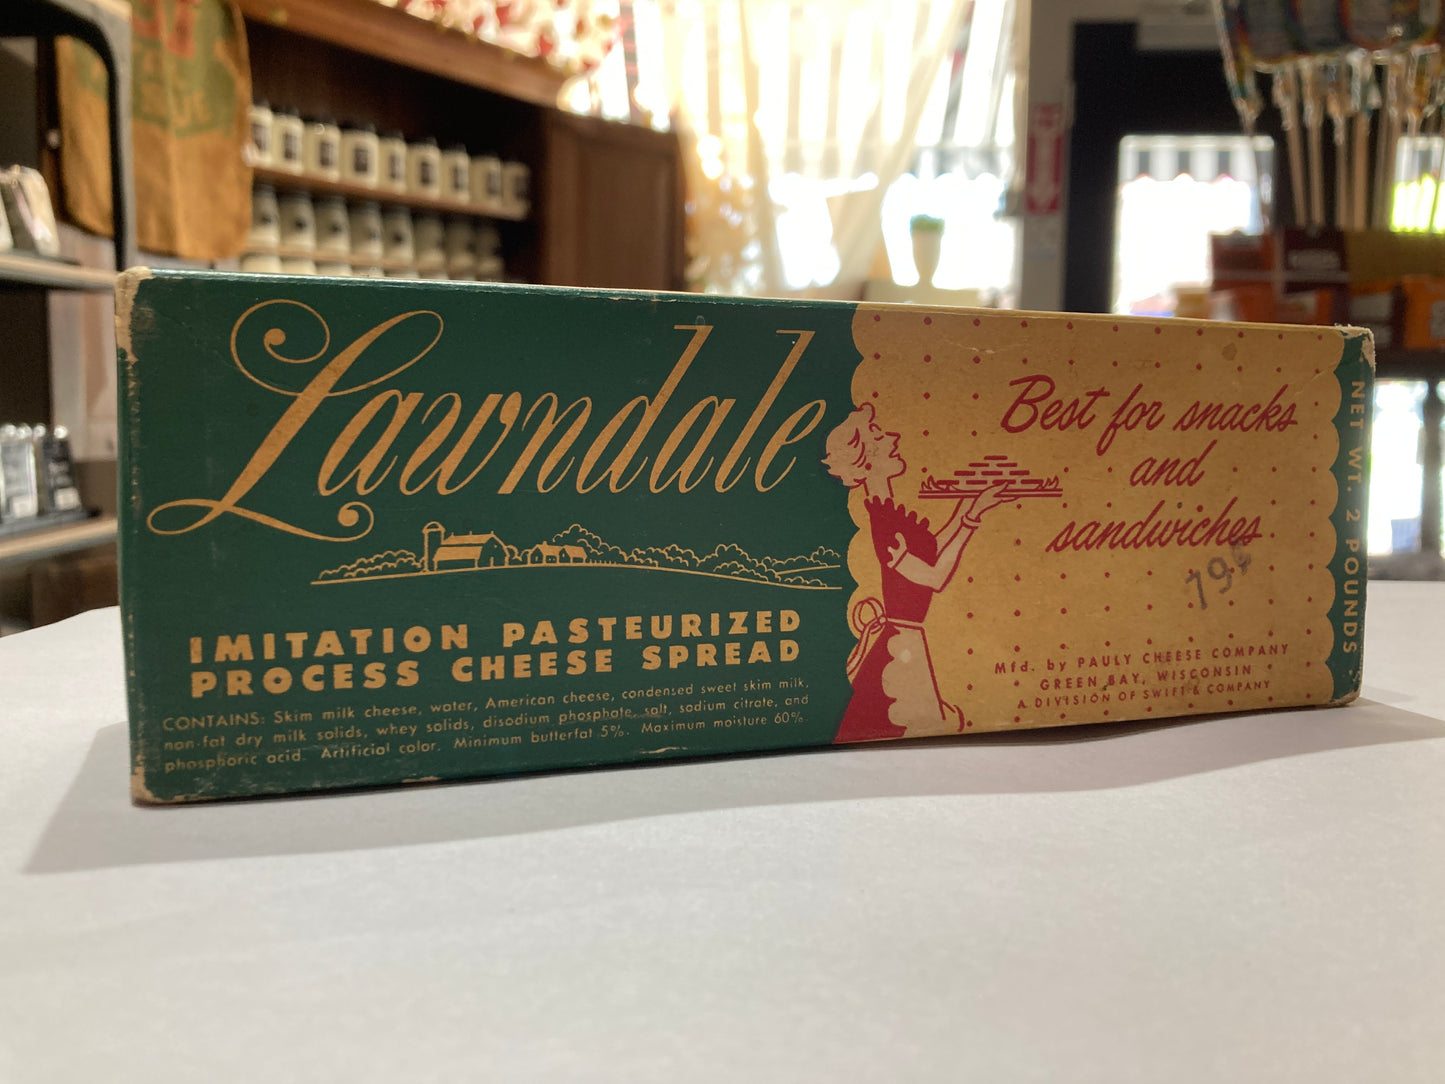 Lawndale
IMITATION PASTEURIZED
PROCESS CHEESE SPREAD
CONTAINS: Skim milk cheese, water, American cheese, condensed sweet skim milk,
non-fat dry milk solids, whey solids, disodium phosphate, salt, sodium citrate, and
phosphoric acid. Artificial color. Minimum butterfat 5%. Maximum moisture 60%.
Best for snacks
and
sandwiches
79¢
Mfd. by PAULY CHEESE COMPANY
GREEN BAY, WISCONSIN
A DIVISION OF SWIFT & COMPANY
NET WT. 2 POUNDS